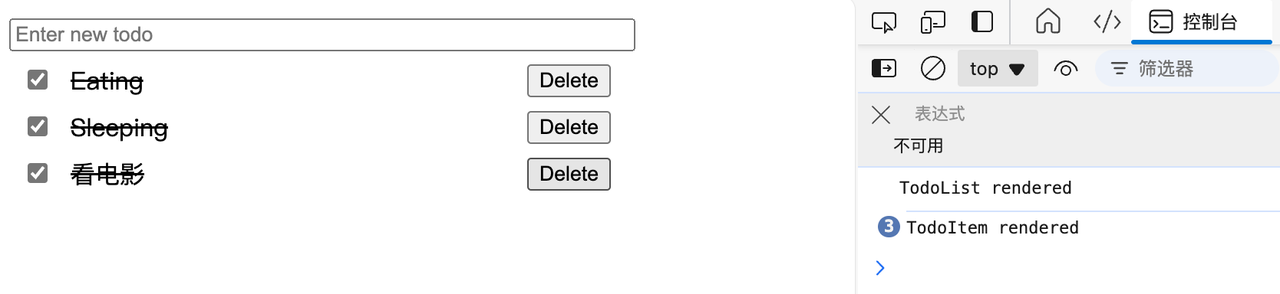 Enter new todo
Eating Delete
Sleeping Delete
看电影 Delete
控制台
top 筛选器
表达式
不可用
TodoList rendered
3 TodoItem rendered